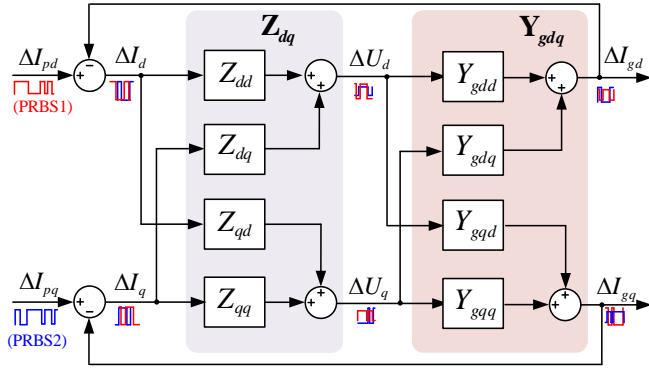 Z_dq Y_gdq
ΔI_pd − ΔI_d Z_dd + + ΔU_d Y_gdd + + ΔI_gd
(PRBS1)
Z_dq Y_gdq
Z_qd Y_gqd
ΔI_pq ΔI_q Z_qq + + ΔU_q Y_gqq + + ΔI_gq
−
(PRBS2)